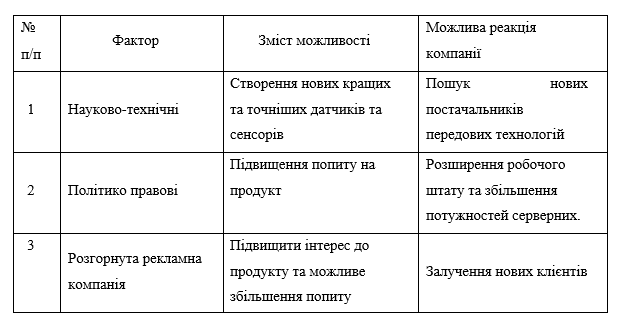 №
п/п
Фактор
Зміст можливості
Можлива реакція
компанії
1
Науково-технічні
Створення нових кращих
та точніших датчиків та
сенсорів
Пошук нових
постачальників
передових технологій
2
Політико правові
Підвищення попиту на
продукт
Розширення робочого
штату та збільшення
потужностей серверних.
3
Розгорнута рекламна
компанія
Підвищити інтерес до
продукту та можливе
збільшення попиту
Залучення нових клієнтів